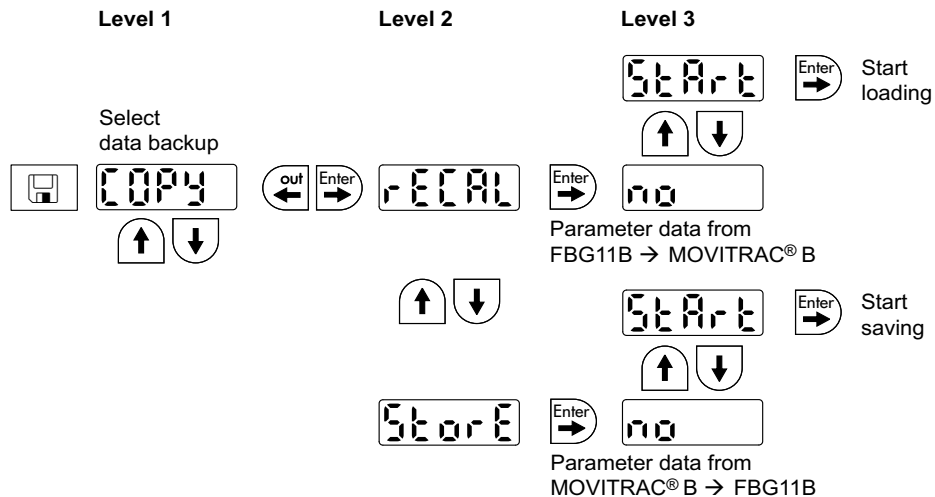 Level 1 Level 2 Level 3
StArt Enter Start
loading
Select
data backup
COPY out Enter rECAL Enter no
Parameter data from
FBG11B → MOVITRAC® B
StArt Enter Start
saving
StorE Enter no
Parameter data from
MOVITRAC® B → FBG11B